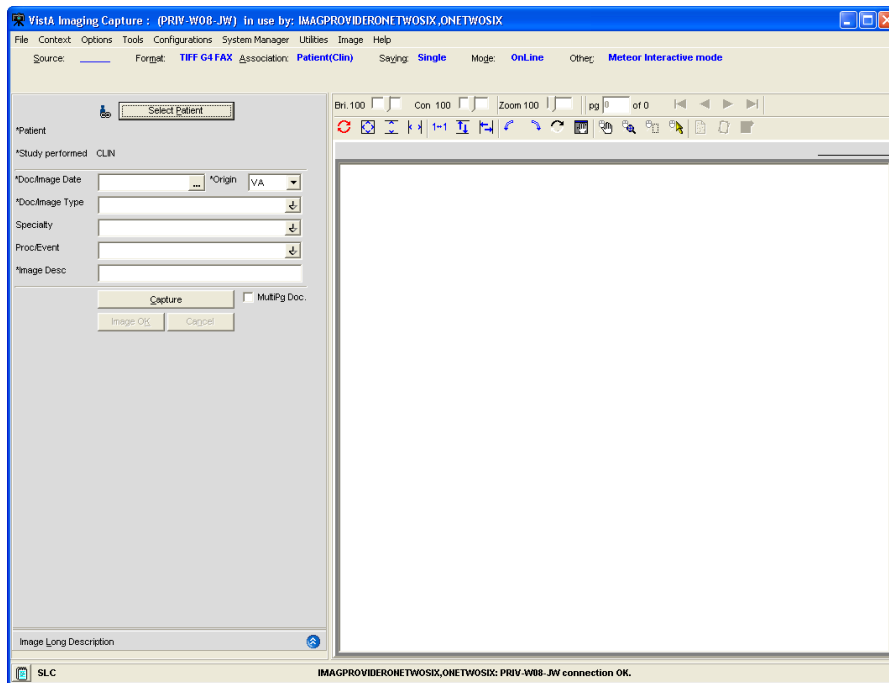 VistA Imaging Capture : (PRIV-W08-JW) in use by: IMAGPROVIDERONETWOSIX,ONETWOSIX
File Context Options Tools Configurations System Manager Utilities Image Help
Source: Format: TIFF G4 FAX Association: Patient(Clin) Saving: Single Mode: OnLine Other: Meteor Interactive mode
Select Patient
Bri. 100 Con 100 Zoom 100 pg 0 of 0
*Patient
1-1
*Study performed CLIN
*Doc/Image Date ... *Origin VA
*Doc/Image Type
Specialty
Proc/Event
*Image Desc
Capture MultiPg Doc.
Image OK Cancel
Image Long Description
SLC IMAGPROVIDERONETWOSIX,ONETWOSIX: PRIV-W08-JW connection OK.